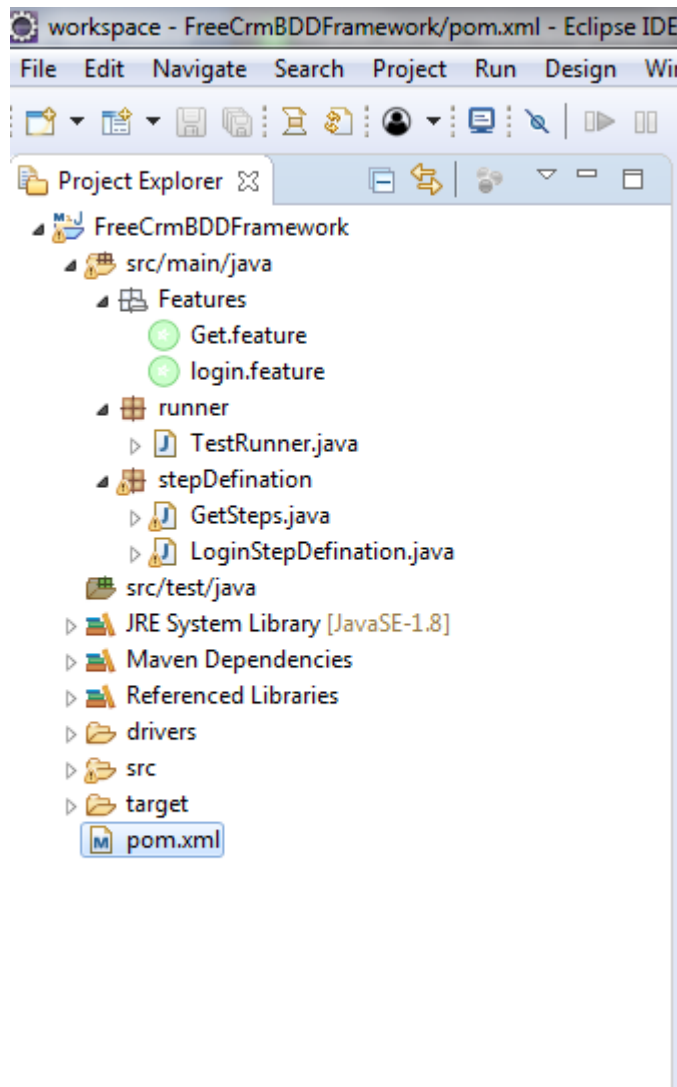 workspace - FreeCrmBDDFramework/pom.xml - Eclipse IDE
File Edit Navigate Search Project Run Design
Project Explorer
FreeCrmBDDFramework
src/main/java
Features
Get.feature
login.feature
runner
TestRunner.java
stepDefination
GetSteps.java
LoginStepDefination.java
src/test/java
JRE System Library [JavaSE-1.8]
Maven Dependencies
Referenced Libraries
drivers
src
target
pom.xml